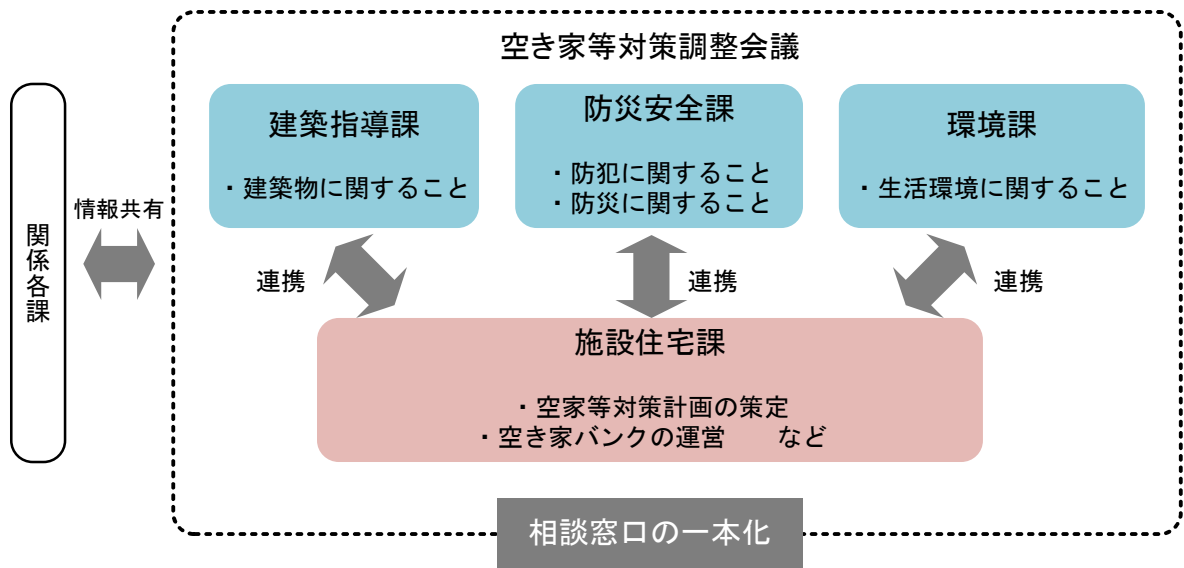 空き家等対策調整会議
建築指導課
・建築物に関すること
防災安全課
・防犯に関すること
・防災に関すること
環境課
・生活環境に関すること
情報共有
関係各課
連携
連携
連携
施設住宅課
・空家等対策計画の策定
・空き家バンクの運営　　など
相談窓口の一本化